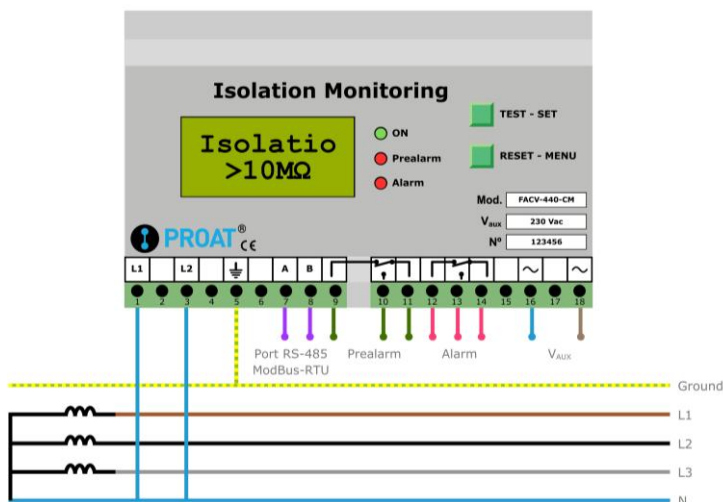 Isolation Monitoring
Isolatio
>10MΩ
ON
Prealarm
Alarm
TEST - SET
RESET - MENU
Mod. FACV-440-CM
Vaux 230 Vac
Nº 123456
PROAT® CE
L1 L2 A B
1 2 3 4 5 6 7 8 9 10 11 12 13 14 15 16 17 18
Port RS-485
ModBus-RTU
Prealarm
Alarm
VAUX
Ground
L1
L2
L3
N